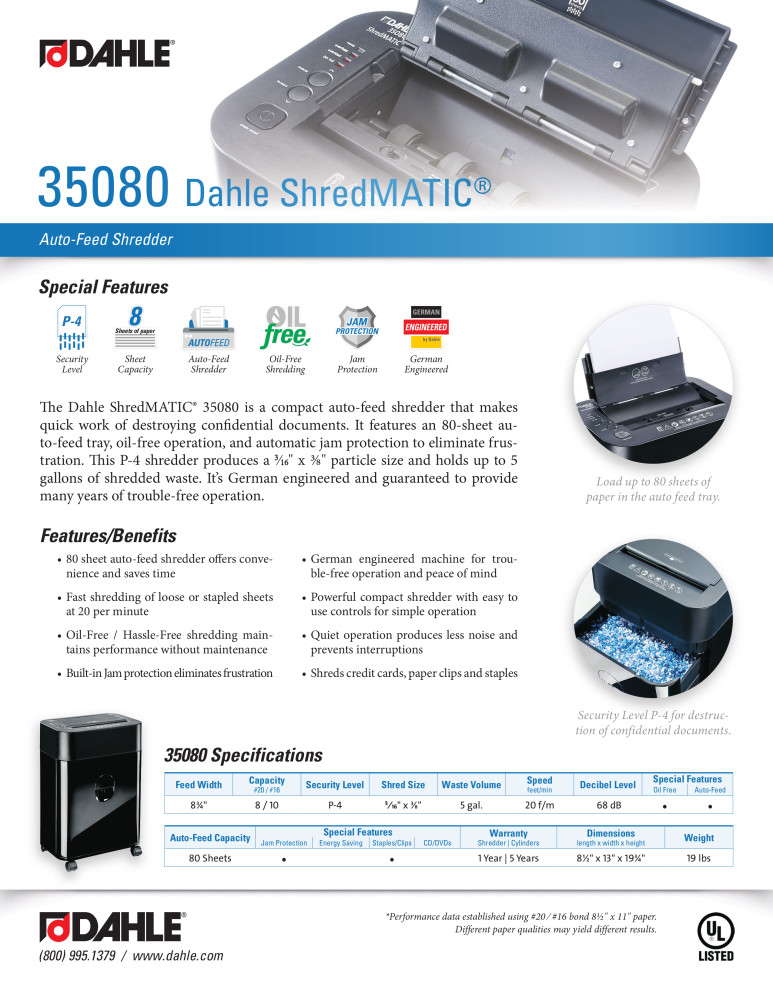 DAHLE®
35080
ShredMATIC
35080 Dahle ShredMATIC®
Auto-Feed Shredder
Special Features
P-4
Security
Level
8
Sheets of paper
Sheet
Capacity
AUTOFEED
Auto-Feed
Shredder
OIL
free
Oil-Free
Shredding
JAM
PROTECTION
Jam
Protection
GERMAN
ENGINEERED
by Dahle
German
Engineered
The Dahle ShredMATIC® 35080 is a compact auto-feed shredder that makes
quick work of destroying confidential documents. It features an 80-sheet au-
to-feed tray, oil-free operation, and automatic jam protection to eliminate frus-
tration. This P-4 shredder produces a 3⁄16" x 3⁄8" particle size and holds up to 5
gallons of shredded waste. It's German engineered and guaranteed to provide
many years of trouble-free operation.
Load up to 80 sheets of
paper in the auto feed tray.
Features/Benefits
• 80 sheet auto-feed shredder offers conve-
nience and saves time
• Fast shredding of loose or stapled sheets
at 20 per minute
• Oil-Free / Hassle-Free shredding main-
tains performance without maintenance
• Built-in Jam protection eliminates frustration
• German engineered machine for trou-
ble-free operation and peace of mind
• Powerful compact shredder with easy to
use controls for simple operation
• Quiet operation produces less noise and
prevents interruptions
• Shreds credit cards, paper clips and staples
Security Level P-4 for destruc-
tion of confidential documents.
35080 Specifications
Feed Width Capacity #20 / #16 Security Level Shred Size Waste Volume Speed feet/min Decibel Level Special Features Oil Free Auto-Feed
8¾" 8 / 10 P-4 3⁄16" x 3⁄8" 5 gal. 20 f/m 68 dB • •
Auto-Feed Capacity Special Features Jam Protection Energy Saving Staples/Clips CD/DVDs Warranty Shredder | Cylinders Dimensions length x width x height Weight
80 Sheets • • 1 Year | 5 Years 8½" x 13" x 19¾" 19 lbs
DAHLE®
(800) 995.1379 / www.dahle.com
*Performance data established using #20 / #16 bond 8½" x 11" paper.
Different paper qualities may yield different results.
UL
LISTED